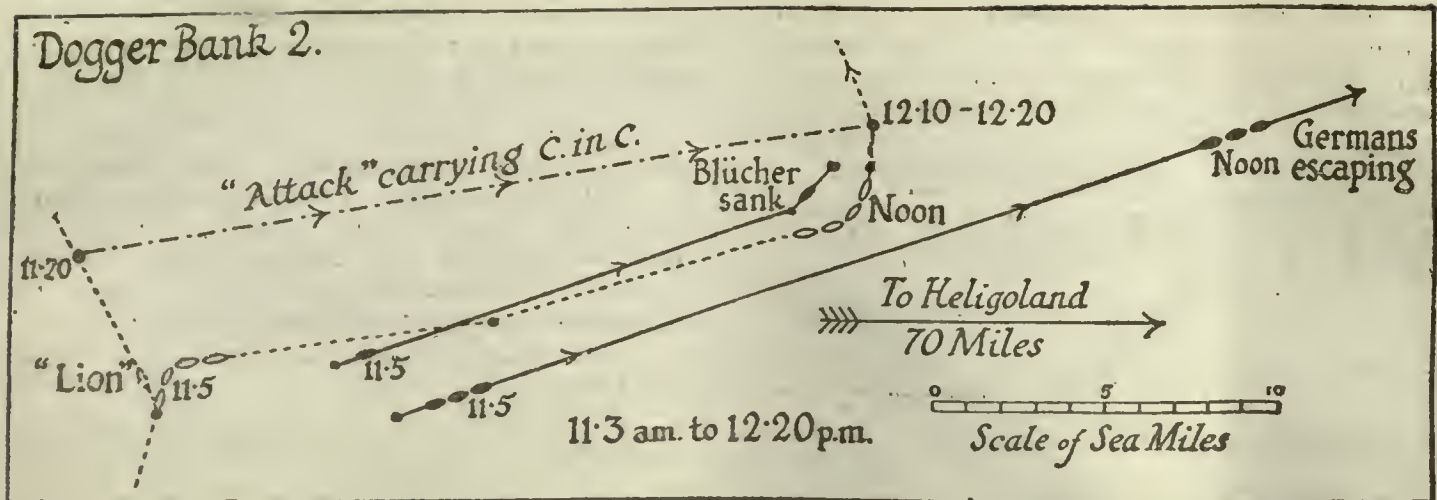 Dogger Bank 2.
12·10 - 12·20
"Attack" carrying C. in C.
Blücher
sank
Noon
Noon
Germans
escaping
11·20
To Heligoland
70 Miles
"Lion"
11·5
11·5
11·5
11·3 am. to 12·20 p.m.
0 5 10
Scale of Sea Miles